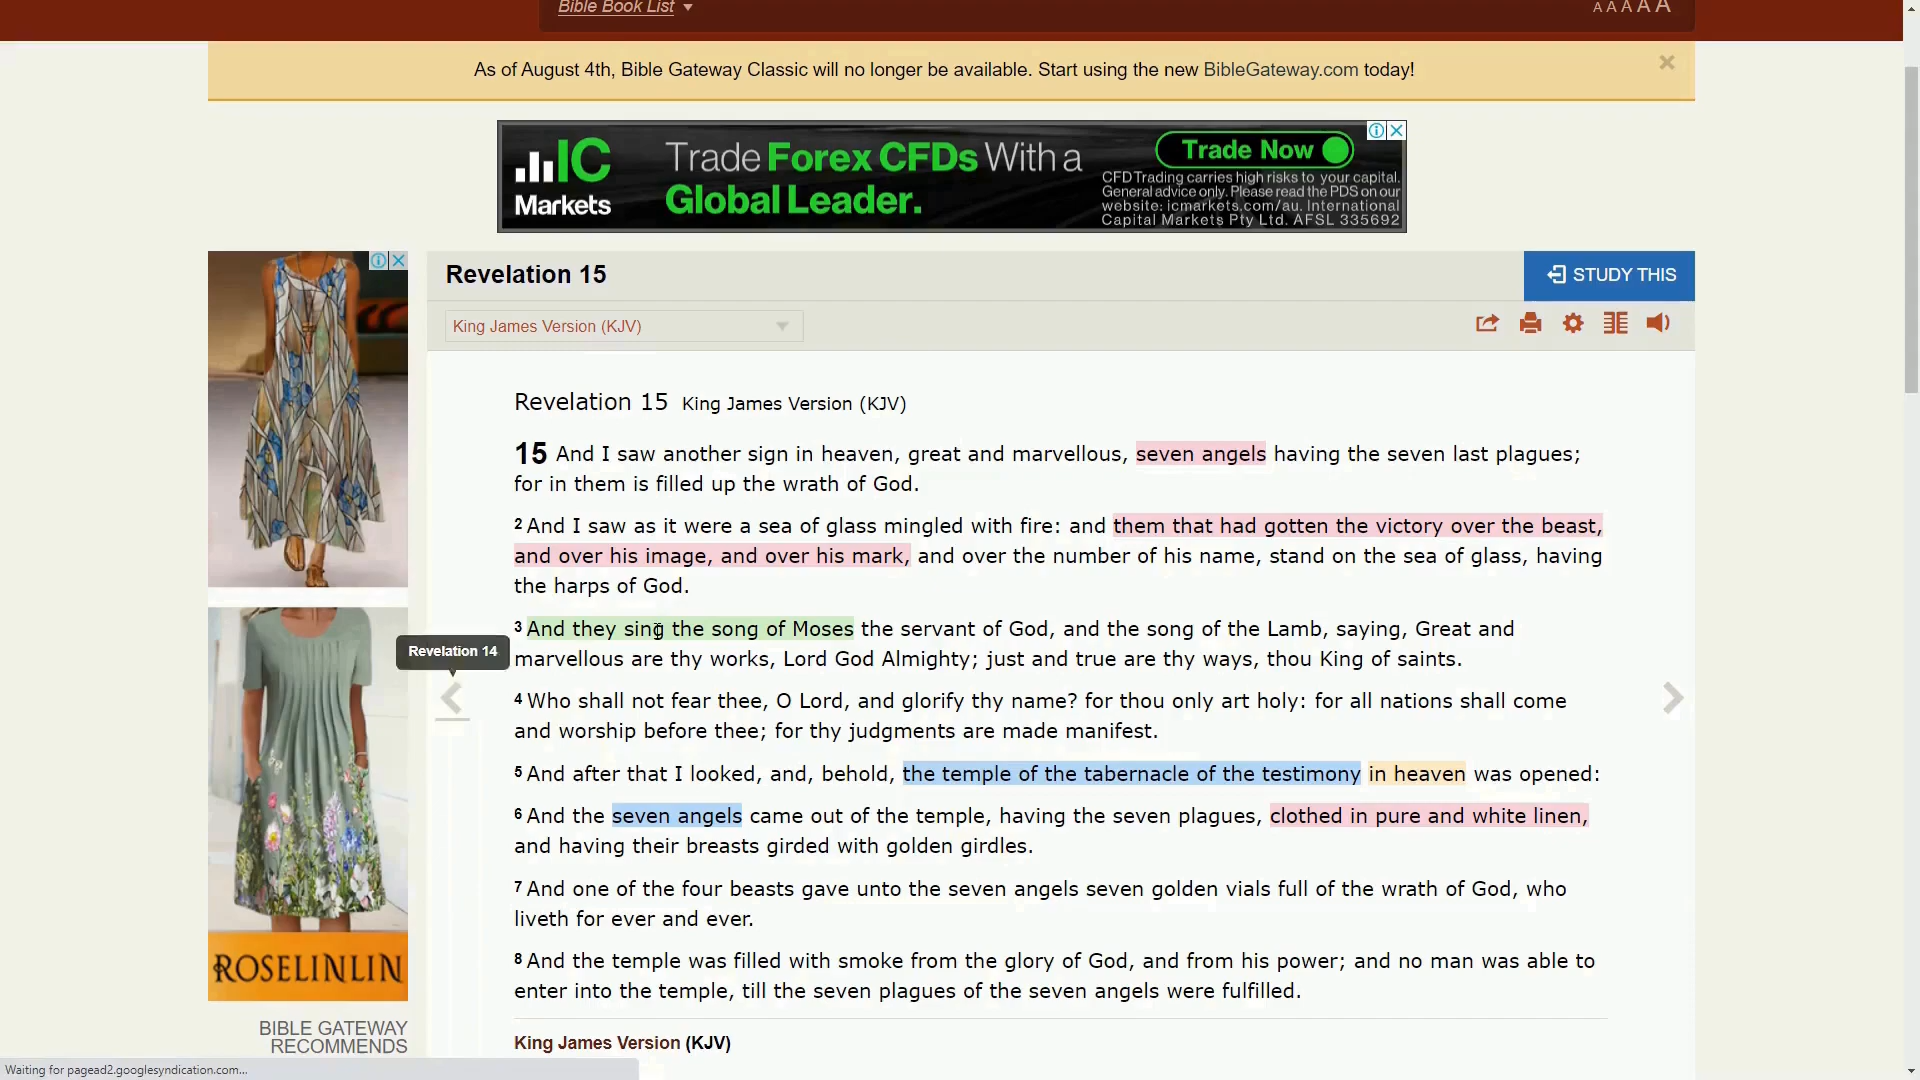 Bible Book List
A A A A A
As of August 4th, Bible Gateway Classic will no longer be available. Start using the new BibleGateway.com today!
IC
Markets
Trade Forex CFDs With a
Global Leader.
Trade Now
CFD Trading carries high risks to your capital.
General advice only. Please read the PDS on our
website: icmarkets.com/au. International
Capital Markets Pty Ltd. AFSL 335692
Revelation 15
STUDY THIS
King James Version (KJV)
Revelation 15 King James Version (KJV)
15 And I saw another sign in heaven, great and marvellous, seven angels having the seven last plagues;
for in them is filled up the wrath of God.
2 And I saw as it were a sea of glass mingled with fire: and them that had gotten the victory over the beast,
and over his image, and over his mark, and over the number of his name, stand on the sea of glass, having
the harps of God.
3 And they sing the song of Moses the servant of God, and the song of the Lamb, saying, Great and
marvellous are thy works, Lord God Almighty; just and true are thy ways, thou King of saints.
Revelation 14
4 Who shall not fear thee, O Lord, and glorify thy name? for thou only art holy: for all nations shall come
and worship before thee; for thy judgments are made manifest.
5 And after that I looked, and, behold, the temple of the tabernacle of the testimony in heaven was opened:
6 And the seven angels came out of the temple, having the seven plagues, clothed in pure and white linen,
and having their breasts girded with golden girdles.
7 And one of the four beasts gave unto the seven angels seven golden vials full of the wrath of God, who
liveth for ever and ever.
8 And the temple was filled with smoke from the glory of God, and from his power; and no man was able to
enter into the temple, till the seven plagues of the seven angels were fulfilled.
ROSELINLIN
BIBLE GATEWAY
RECOMMENDS
King James Version (KJV)
Waiting for pagead2.googlesyndication.com...